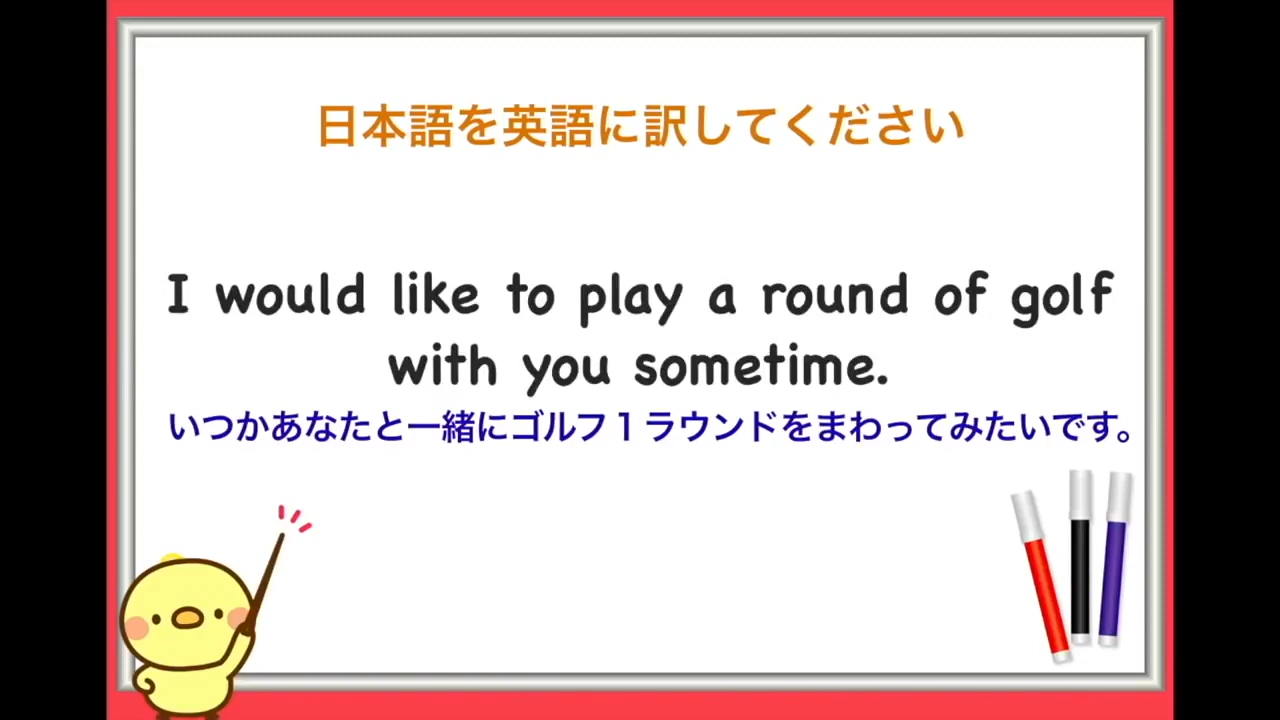 日本語を英語に訳してください
I would like to play a round of golf
with you sometime.
いつかあなたと一緒にゴルフ１ラウンドをまわってみたいです。